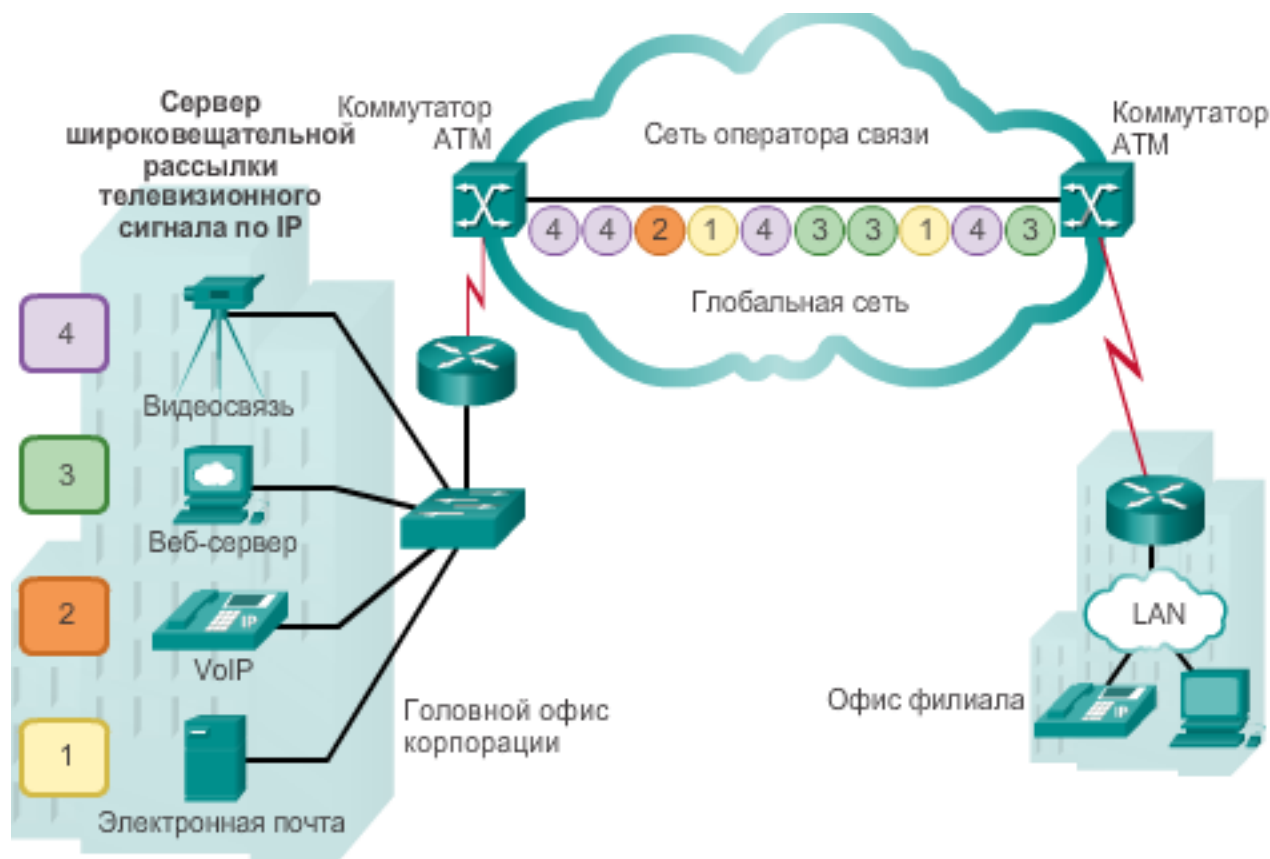 Сервер
широковещательной
рассылки
телевизионного
сигнала по IP
Коммутатор
ATM
Сеть оператора связи
Коммутатор
ATM
4 4 2 1 4 3 3 1 4 3
Глобальная сеть
4
Видеосвязь
3
Веб-сервер
2
IP
VoIP
1
Электронная почта
Головной офис
корпорации
LAN
Офис филиала
IP